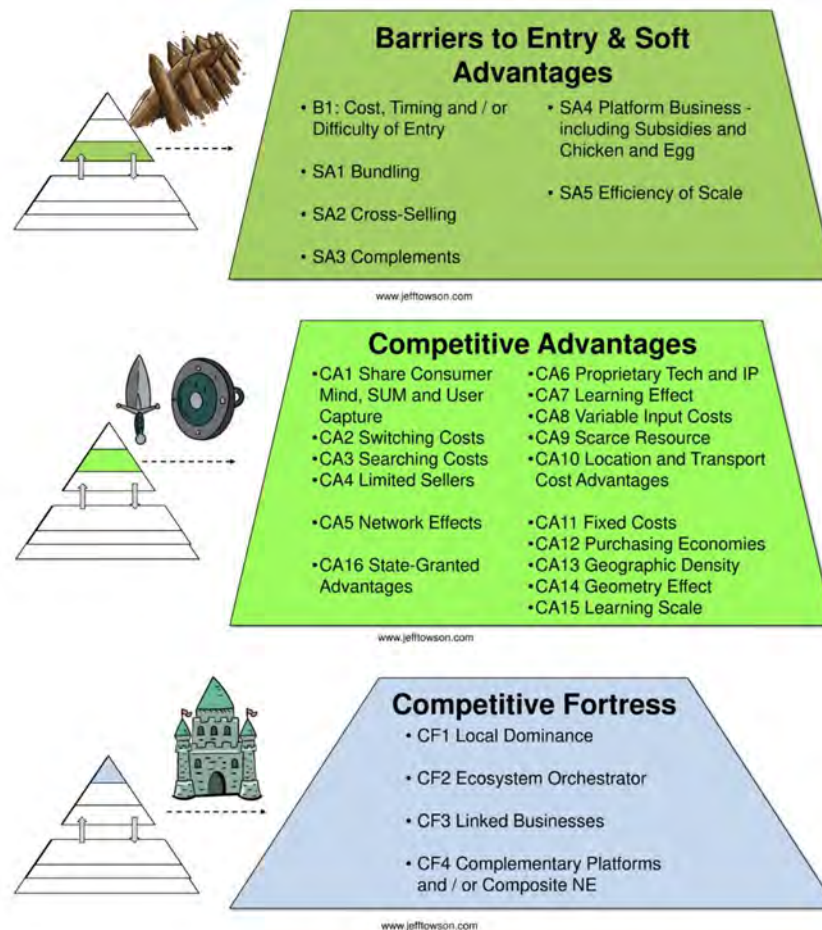 Barriers to Entry & Soft
Advantages
• B1: Cost, Timing and / or
Difficulty of Entry
• SA1 Bundling
• SA2 Cross-Selling
• SA3 Complements
• SA4 Platform Business -
including Subsidies and
Chicken and Egg
• SA5 Efficiency of Scale
www.jefftowson.com
Competitive Advantages
•CA1 Share Consumer
Mind, SUM and User
Capture
•CA2 Switching Costs
•CA3 Searching Costs
•CA4 Limited Sellers
•CA5 Network Effects
•CA16 State-Granted
Advantages
•CA6 Proprietary Tech and IP
•CA7 Learning Effect
•CA8 Variable Input Costs
•CA9 Scarce Resource
•CA10 Location and Transport
Cost Advantages
•CA11 Fixed Costs
•CA12 Purchasing Economies
•CA13 Geographic Density
•CA14 Geometry Effect
•CA15 Learning Scale
www.jefftowson.com
Competitive Fortress
• CF1 Local Dominance
• CF2 Ecosystem Orchestrator
• CF3 Linked Businesses
• CF4 Complementary Platforms
and / or Composite NE
www.jefftowson.com